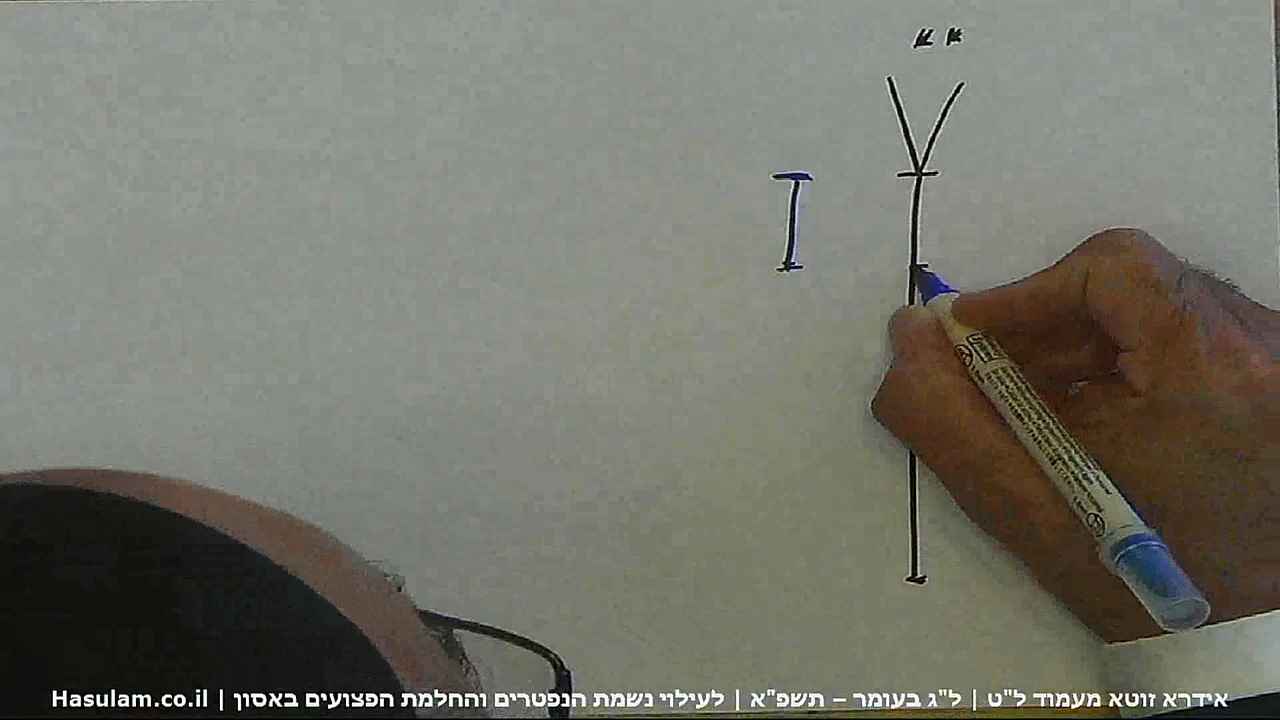 א"א
אידרא זוטא מעמוד ל"ט | ל"ג בעומר – תשפ"א | לעילוי נשמת הנפטרים והחלמת הפצועים באסון | Hasulam.co.il